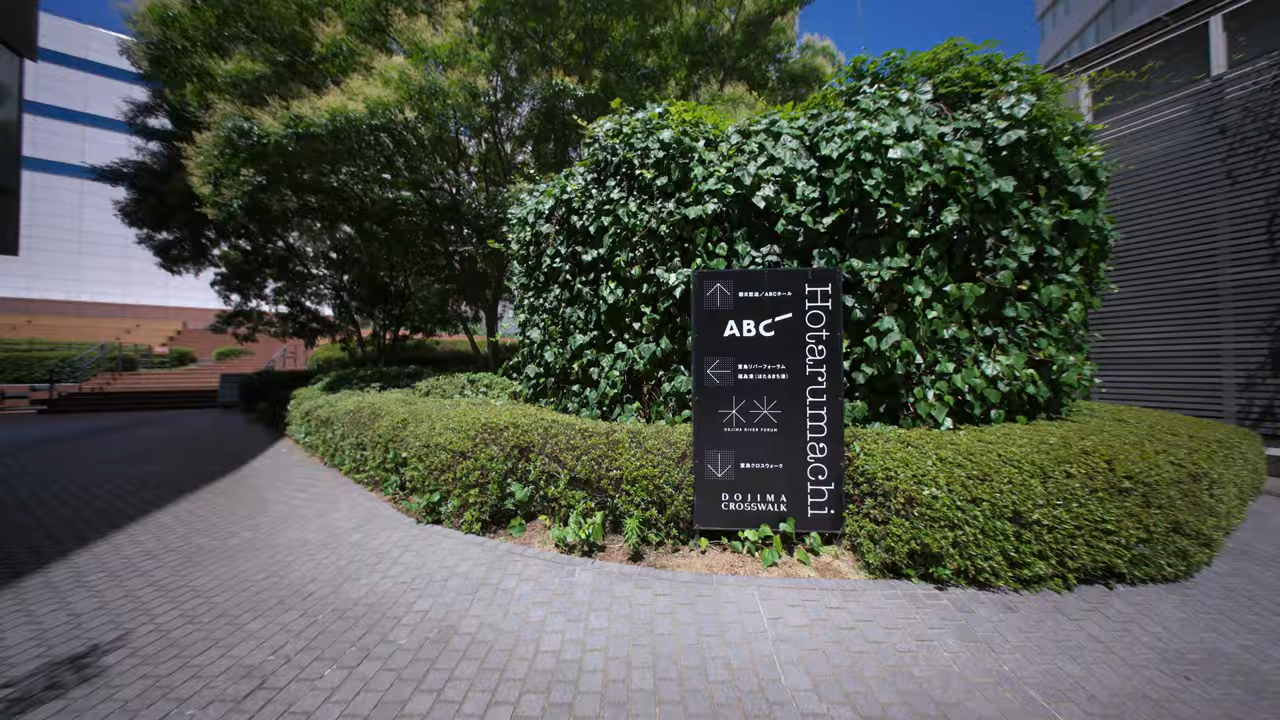 朝日放送／ABCホール
ABC
堂島リバーフォーラム
福島港（ほたるまち港）
DOJIMA RIVER FORUM
堂島クロスウォーク
DOJIMA
CROSSWALK
Hotarumachi